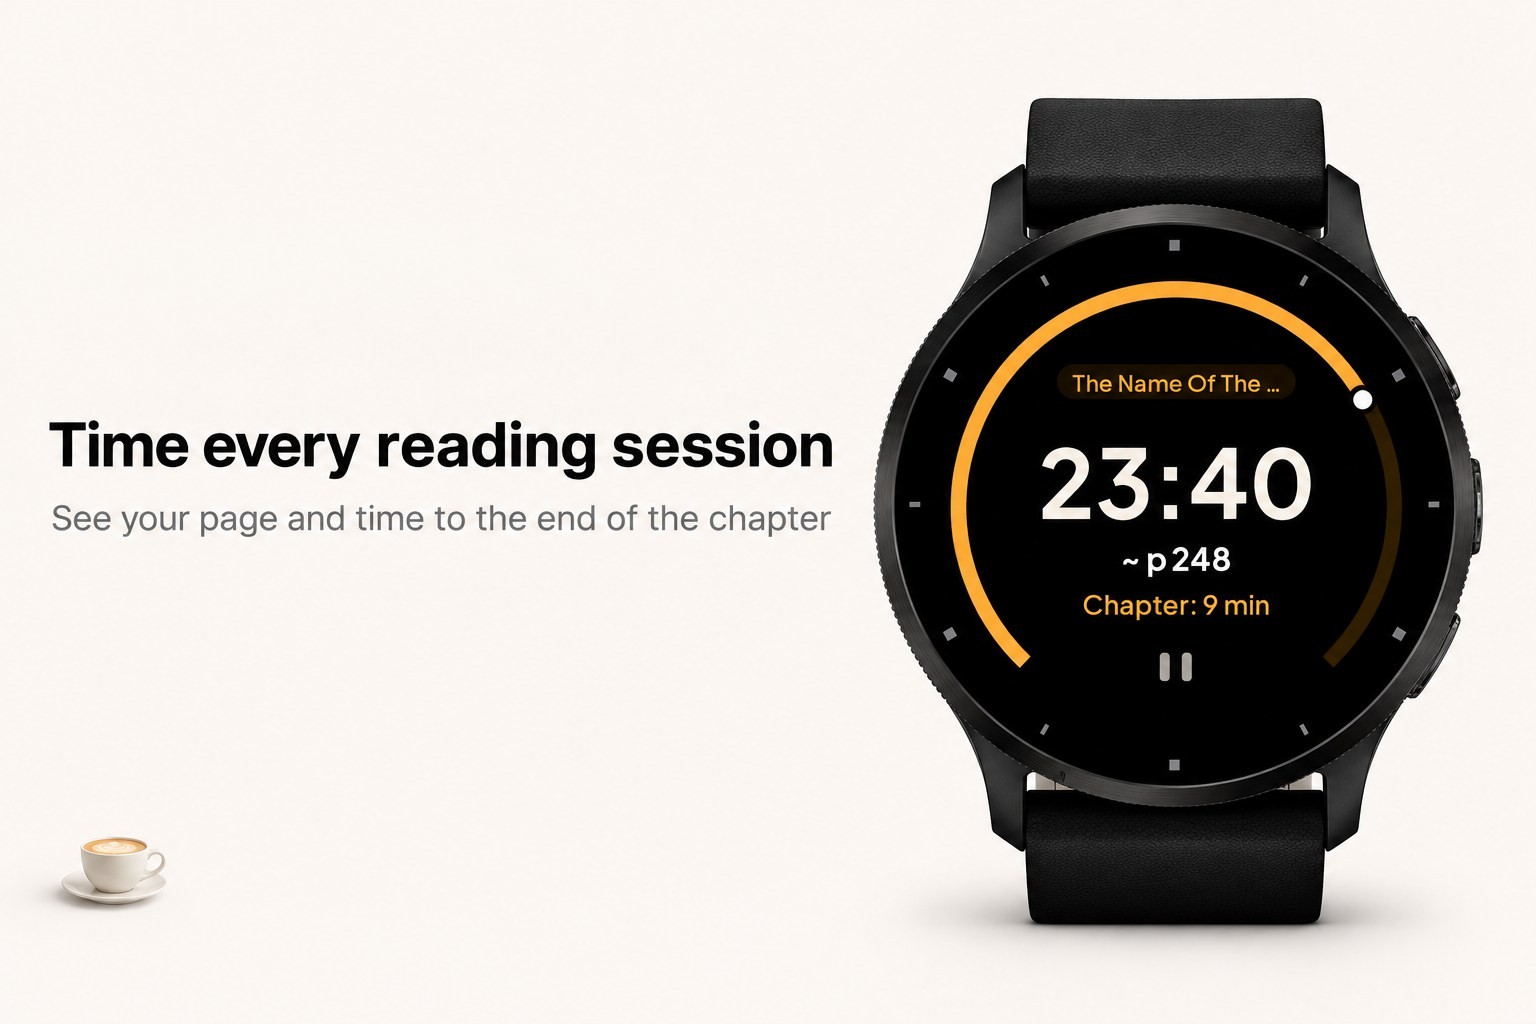 Time every reading session
See your page and time to the end of the chapter
The Name Of The ...
23:40
~ p 248
Chapter: 9 min